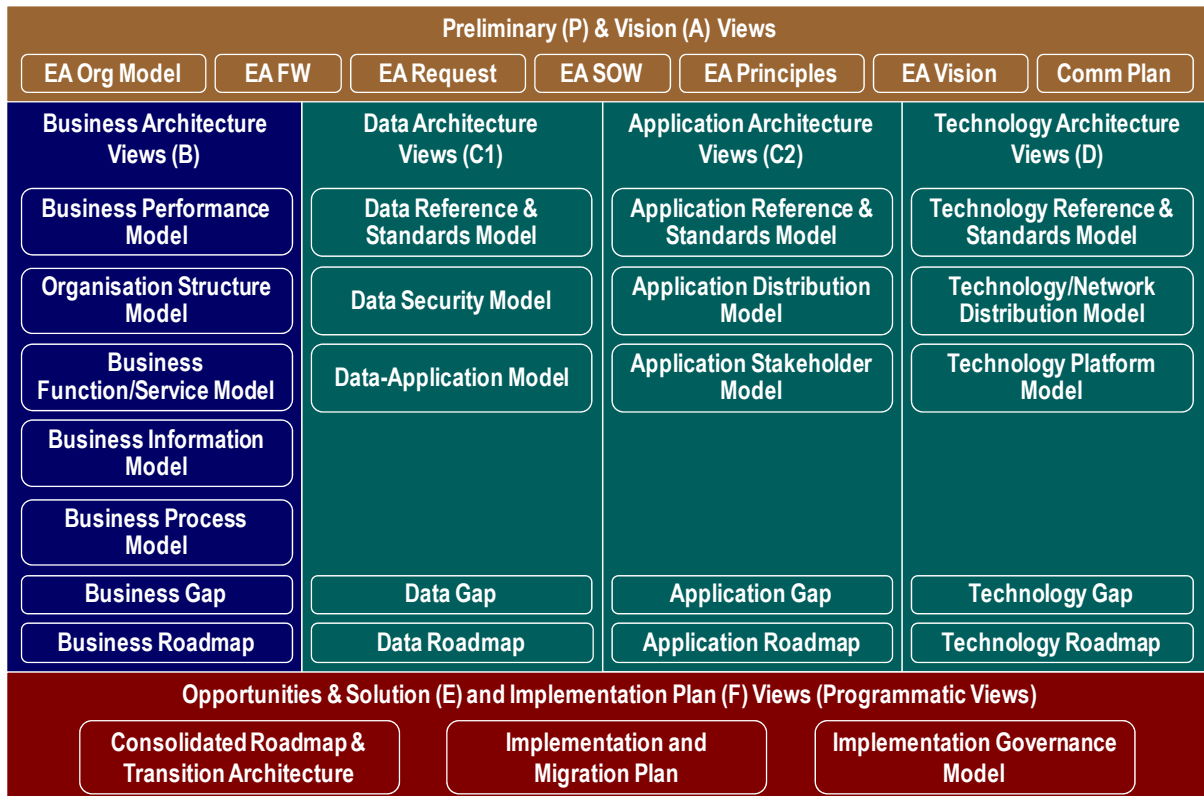 Preliminary (P) & Vision (A) Views
EA Org Model
EA FW
EA Request
EA SOW
EA Principles
EA Vision
Comm Plan
Business Architecture
Views (B)
Business Performance
Model
Organisation Structure
Model
Business
Function/Service Model
Business Information
Model
Business Process
Model
Business Gap
Business Roadmap
Data Architecture
Views (C1)
Data Reference &
Standards Model
Data Security Model
Data-Application Model
Data Gap
Data Roadmap
Application Architecture
Views (C2)
Application Reference &
Standards Model
Application Distribution
Model
Application Stakeholder
Model
Application Gap
Application Roadmap
Technology Architecture
Views (D)
Technology Reference &
Standards Model
Technology/Network
Distribution Model
Technology Platform
Model
Technology Gap
Technology Roadmap
Opportunities & Solution (E) and Implementation Plan (F) Views (Programmatic Views)
Consolidated Roadmap &
Transition Architecture
Implementation and
Migration Plan
Implementation Governance
Model